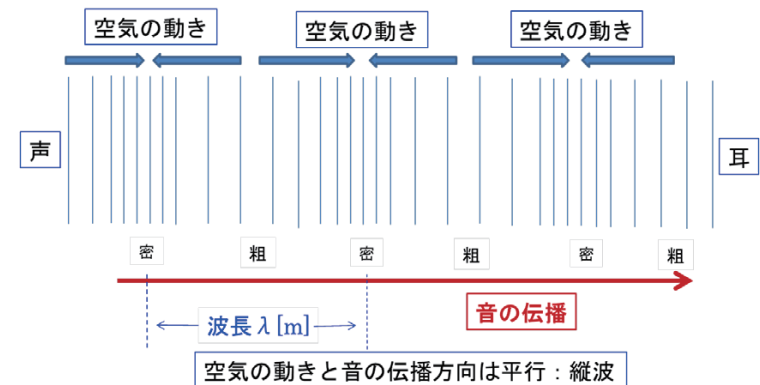 空気の動き
空気の動き
空気の動き
声
耳
密
粗
密
粗
密
粗
音の伝播
波長λ[m]
空気の動きと音の伝播方向は平行：縦波